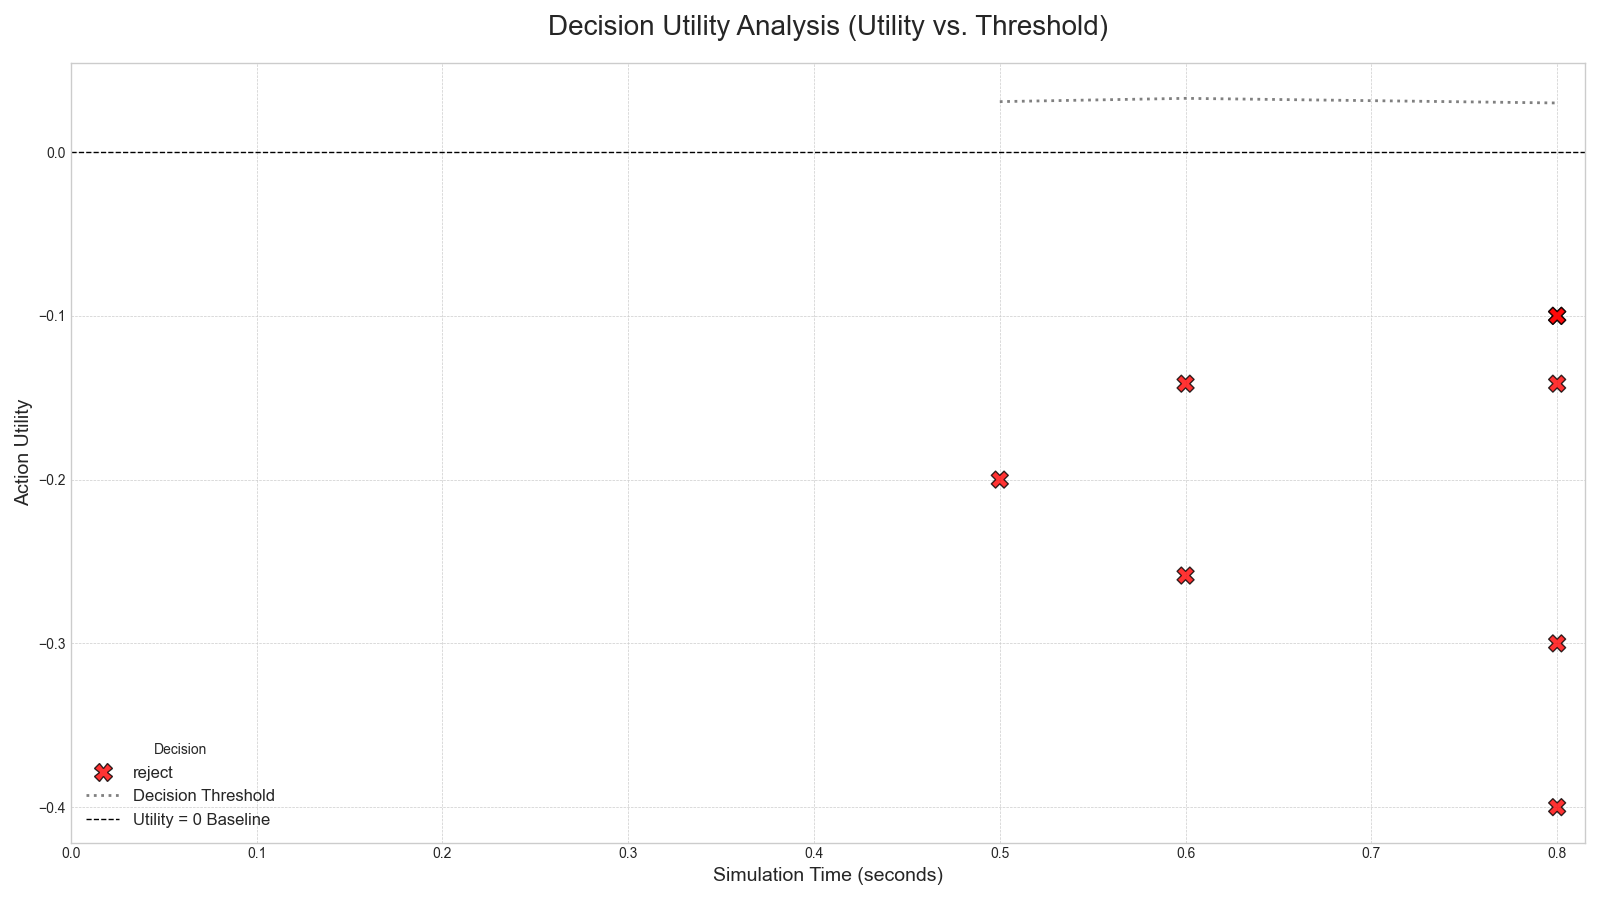 Decision Utility Analysis (Utility vs. Threshold)
Action Utility
0.0
−0.1
−0.2
−0.3
−0.4
Decision
reject
Decision Threshold
Utility = 0 Baseline
0.0 0.1 0.2 0.3 0.4 0.5 0.6 0.7 0.8
Simulation Time (seconds)